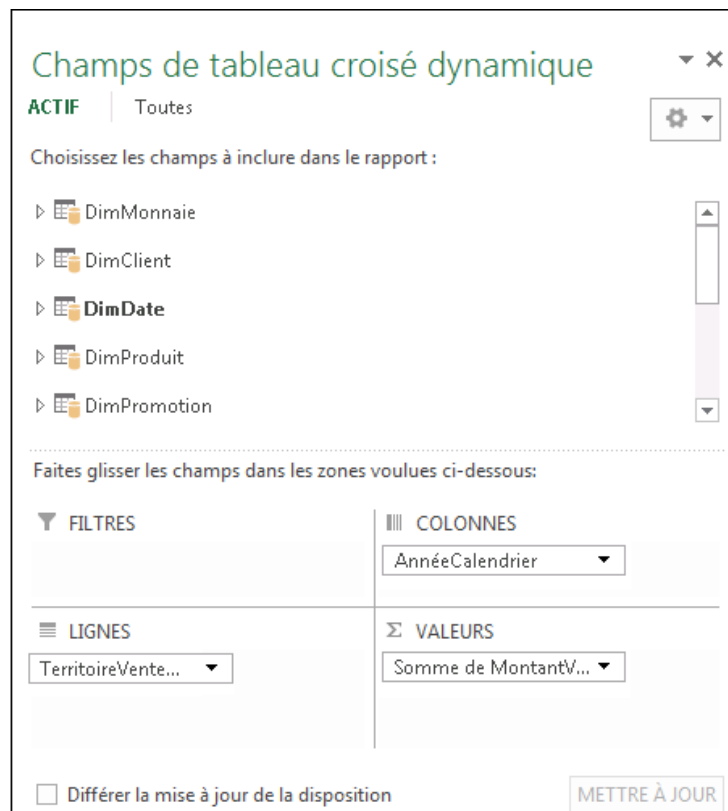 Champs de tableau croisé dynamique
ACTIF Toutes
Choisissez les champs à inclure dans le rapport :
DimMonnaie
DimClient
DimDate
DimProduit
DimPromotion
Faites glisser les champs dans les zones voulues ci-dessous:
FILTRES
COLONNES
AnnéeCalendrier
LIGNES
Σ VALEURS
TerritoireVente...
Somme de MontantV...
Différer la mise à jour de la disposition
METTRE À JOUR